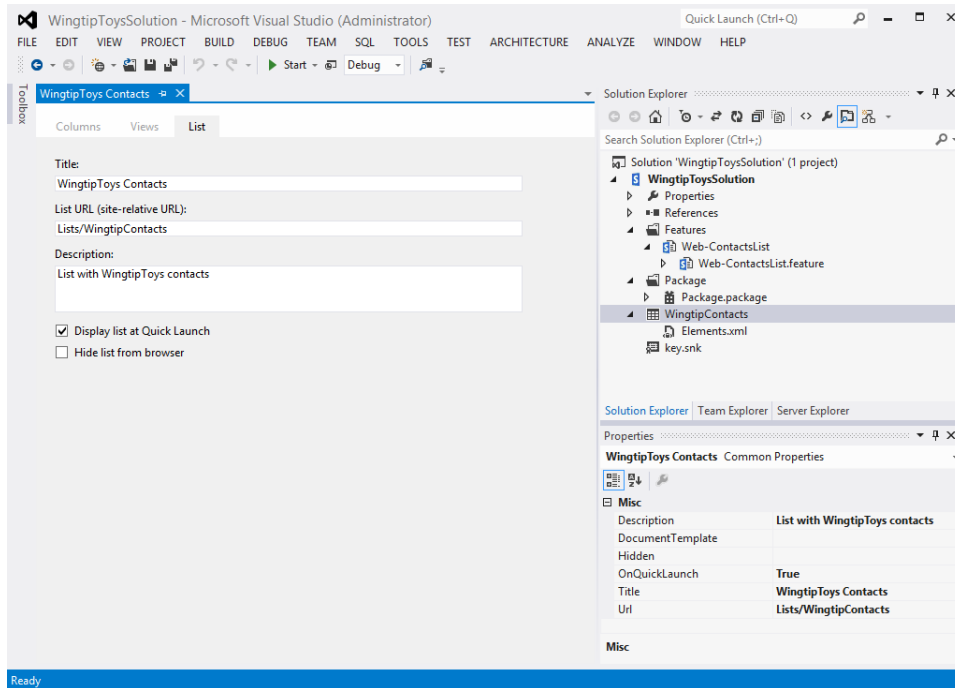 WingtipToysSolution - Microsoft Visual Studio (Administrator)
Quick Launch (Ctrl+Q)
FILE EDIT VIEW PROJECT BUILD DEBUG TEAM SQL TOOLS TEST ARCHITECTURE ANALYZE WINDOW HELP
Start Debug
Toolbox
WingtipToys Contacts
Columns Views List
Title:
WingtipToys Contacts
List URL (site-relative URL):
Lists/WingtipContacts
Description:
List with WingtipToys contacts
Display list at Quick Launch
Hide list from browser
Solution Explorer
Search Solution Explorer (Ctrl+;)
Solution 'WingtipToysSolution' (1 project)
WingtipToysSolution
Properties
References
Features
Web-ContactsList
Web-ContactsList.feature
Package
Package.package
WingtipContacts
Elements.xml
key.snk
Solution Explorer Team Explorer Server Explorer
Properties
WingtipToys Contacts Common Properties
Misc
Description List with WingtipToys contacts
DocumentTemplate
Hidden
OnQuickLaunch True
Title WingtipToys Contacts
Url Lists/WingtipContacts
Misc
Ready